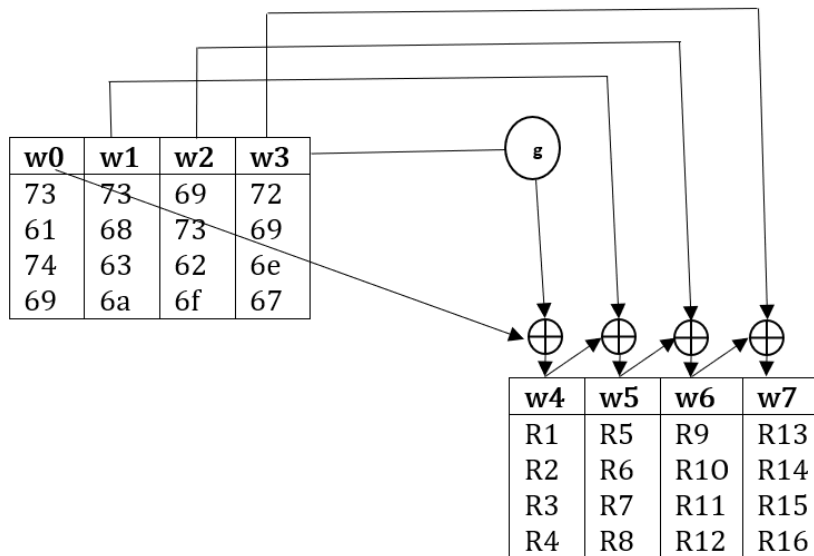 g
w0 w1 w2 w3
73 73 69 72
61 68 73 69
74 63 62 6e
69 6a 6f 67
w4 w5 w6 w7
R1 R5 R9 R13
R2 R6 R10 R14
R3 R7 R11 R15
R4 R8 R12 R16